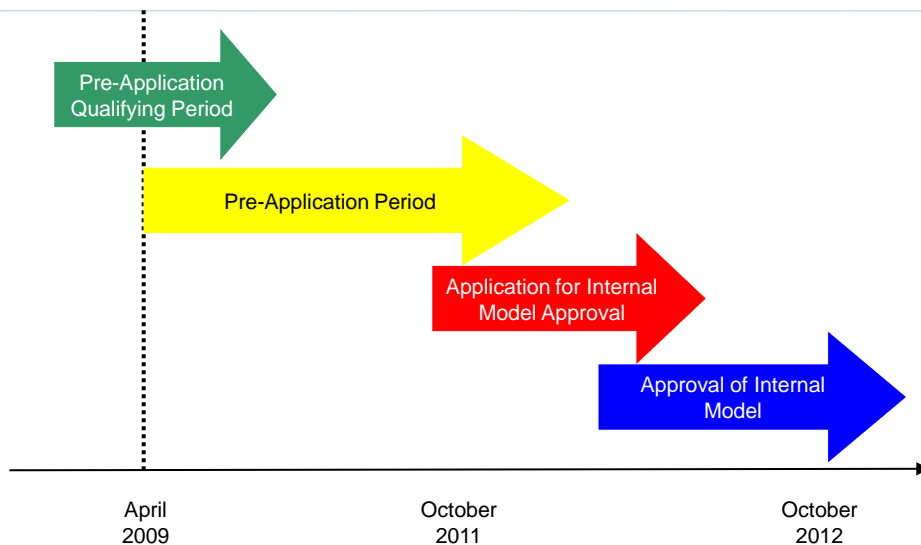 Pre-Application
Qualifying Period
Pre-Application Period
Application for Internal
Model Approval
Approval of Internal
Model
April
2009
October
2011
October
2012